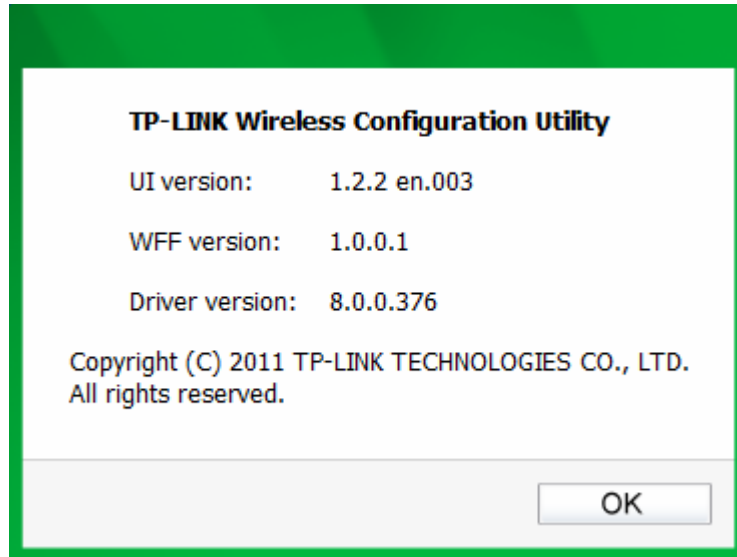 TP-LINK Wireless Configuration Utility
UI version: 1.2.2 en.003
WFF version: 1.0.0.1
Driver version: 8.0.0.376
Copyright (C) 2011 TP-LINK TECHNOLOGIES CO., LTD.
All rights reserved.
OK